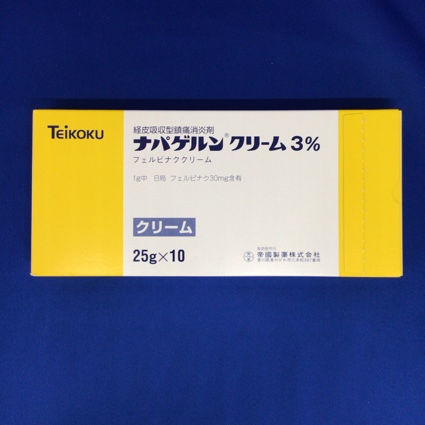 TEIKOKU
経皮吸収型鎮痛消炎剤
ナパゲルン®クリーム3%
フェルビナククリーム
1g中 日局 フェルビナク30mg含有
クリーム
25g×10
帝國製薬株式会社